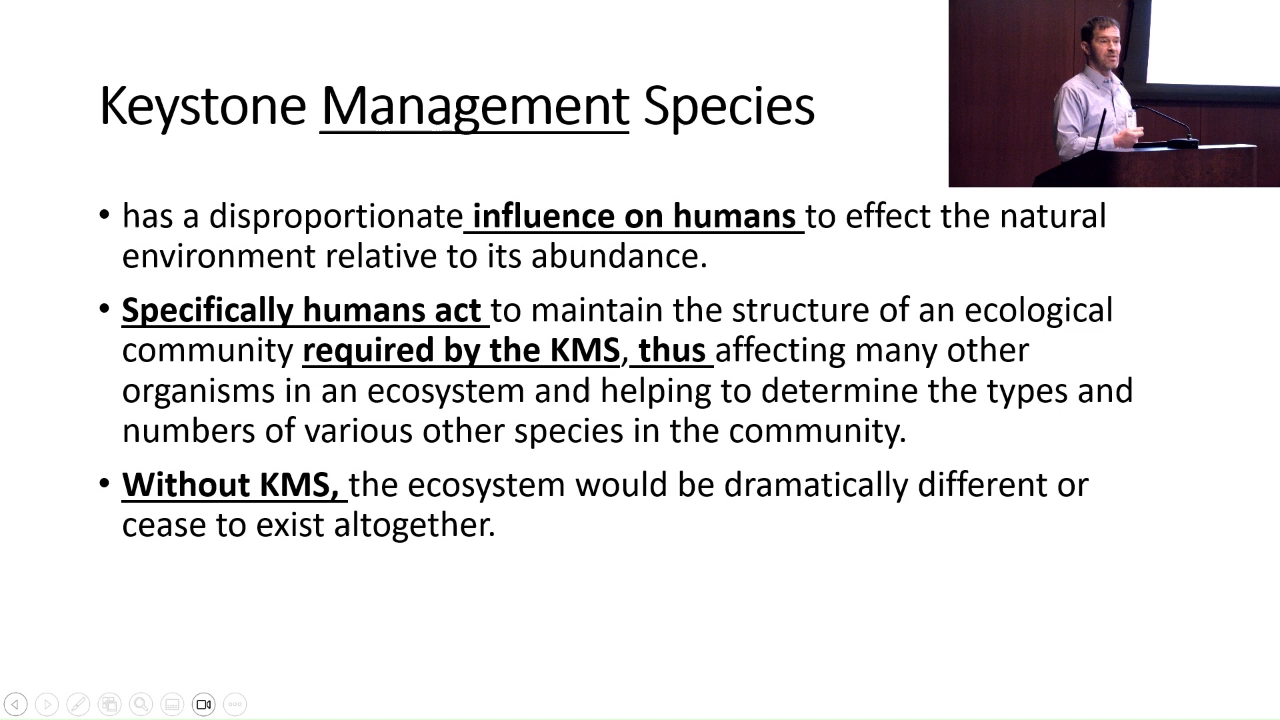 Keystone Management Species
• has a disproportionate influence on humans to effect the natural
environment relative to its abundance.
• Specifically humans act to maintain the structure of an ecological
community required by the KMS, thus affecting many other
organisms in an ecosystem and helping to determine the types and
numbers of various other species in the community.
• Without KMS, the ecosystem would be dramatically different or
cease to exist altogether.